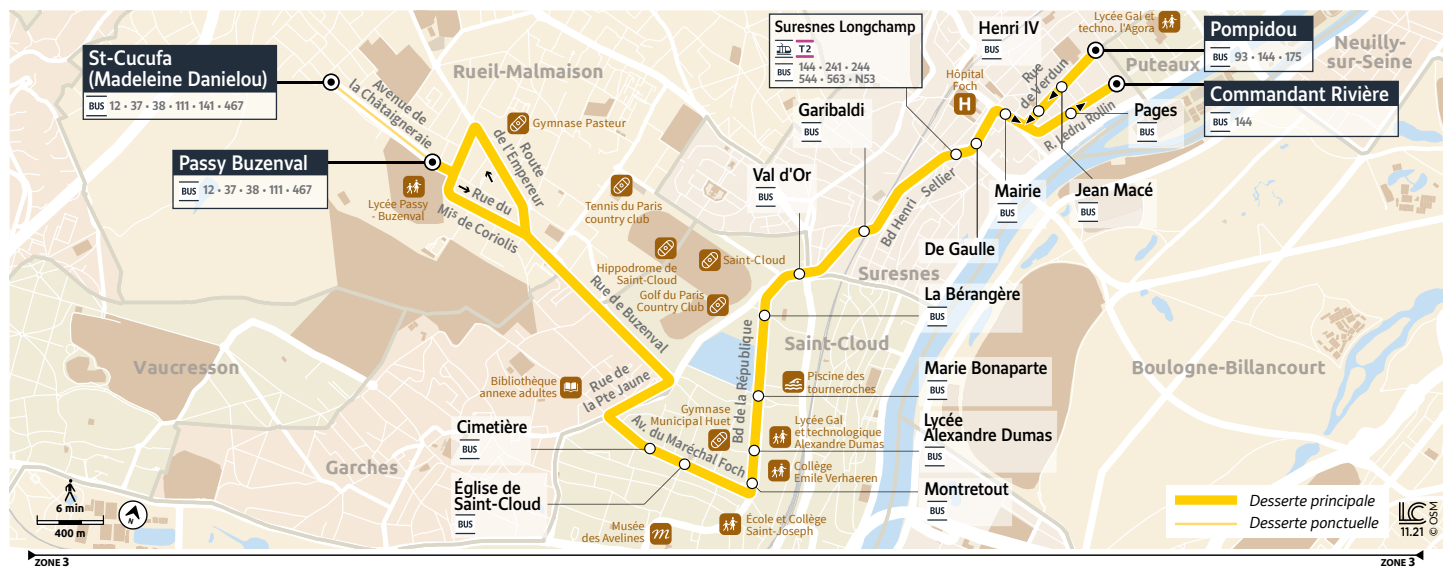 St-Cucufa
(Madeleine Danielou)
BUS 12 • 37 • 38 • 111 • 141 • 467
Passy Buzenval
BUS 12 • 37 • 38 • 111 • 467
Avenue de
la Châtaigneraie
Rueil-Malmaison
Gymnase Pasteur
Route
de l'Empereur
Rue du
Mis de Coriolis
Lycée Passy
- Buzenval
Tennis du Paris
country club
Hippodrome de
Saint-Cloud
Saint-Cloud
Golf du Paris
Country Club
Rue de Buzenval
Vaucresson
Bibliothèque
annexe adultes
Rue de
la Pte Jaune
Gymnase
Municipal Huet
Av. du Maréchal Foch
Bd de la République
Cimetière
BUS
Garches
Église de
Saint-Cloud
BUS
Musée
des Avelines
m
École et Collège
Saint-Joseph
Suresnes Longchamp
T2
BUS 144 • 241 • 244
544 • 563 • N53
Garibaldi
BUS
Val d'Or
BUS
Henri IV
BUS
Lycée Gal et
techno. l'Agora
Hôpital
Foch
H
Rue
de Verdun
R. Ledru Rollin
Pompidou
BUS 93 • 144 • 175
Puteaux
Neuilly-
sur-Seine
Commandant Rivière
BUS 144
Pages
BUS
Jean Macé
BUS
Mairie
BUS
De Gaulle
BUS
Bd Henri Sellier
Suresnes
La Bérangère
BUS
Saint-Cloud
Marie Bonaparte
BUS
Boulogne-Billancourt
Piscine des
tourneroches
Lycée Gal
et technologique
Alexandre Dumas
Lycée
Alexandre Dumas
BUS
Collège
Emile Verhaeren
Montretout
BUS
6 min
400 m
N
Desserte principale
Desserte ponctuelle
LC
11.21
© OSM
ZONE 3
ZONE 3